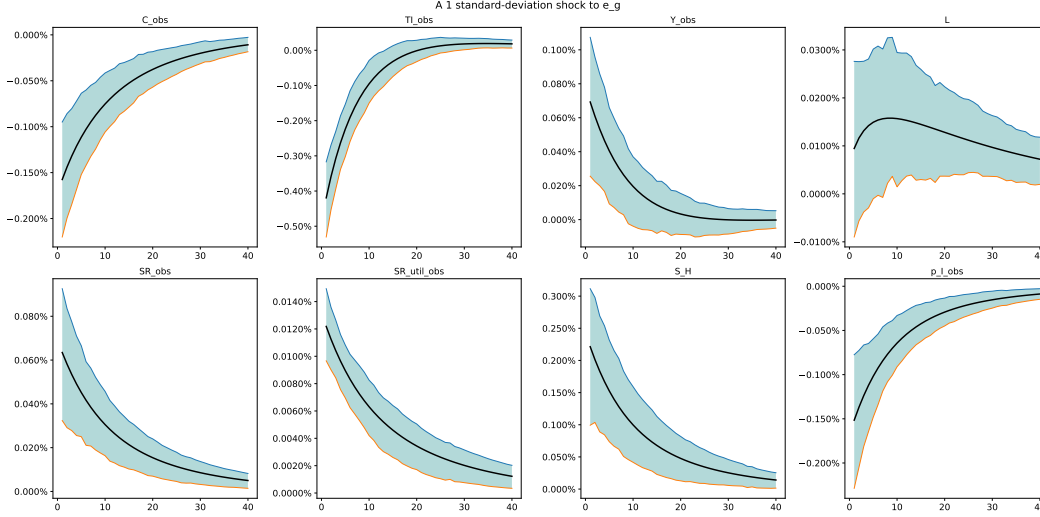 A 1 standard-deviation shock to e_g
C_obs
TI_obs
Y_obs
L
0.000%
−0.050%
−0.100%
−0.150%
−0.200%
0 10 20 30 40
0.00%
−0.10%
−0.20%
−0.30%
−0.40%
−0.50%
0 10 20 30 40
0.100%
0.080%
0.060%
0.040%
0.020%
0.000%
0 10 20 30 40
0.0300%
0.0200%
0.0100%
0.0000%
−0.0100%
0 10 20 30 40
SR_obs
SR_util_obs
S_H
p_I_obs
0.080%
0.060%
0.040%
0.020%
0.000%
0 10 20 30 40
0.0140%
0.0120%
0.0100%
0.0080%
0.0060%
0.0040%
0.0020%
0.0000%
0 10 20 30 40
0.300%
0.250%
0.200%
0.150%
0.100%
0.050%
0.000%
0 10 20 30 40
0.000%
−0.050%
−0.100%
−0.150%
−0.200%
0 10 20 30 40